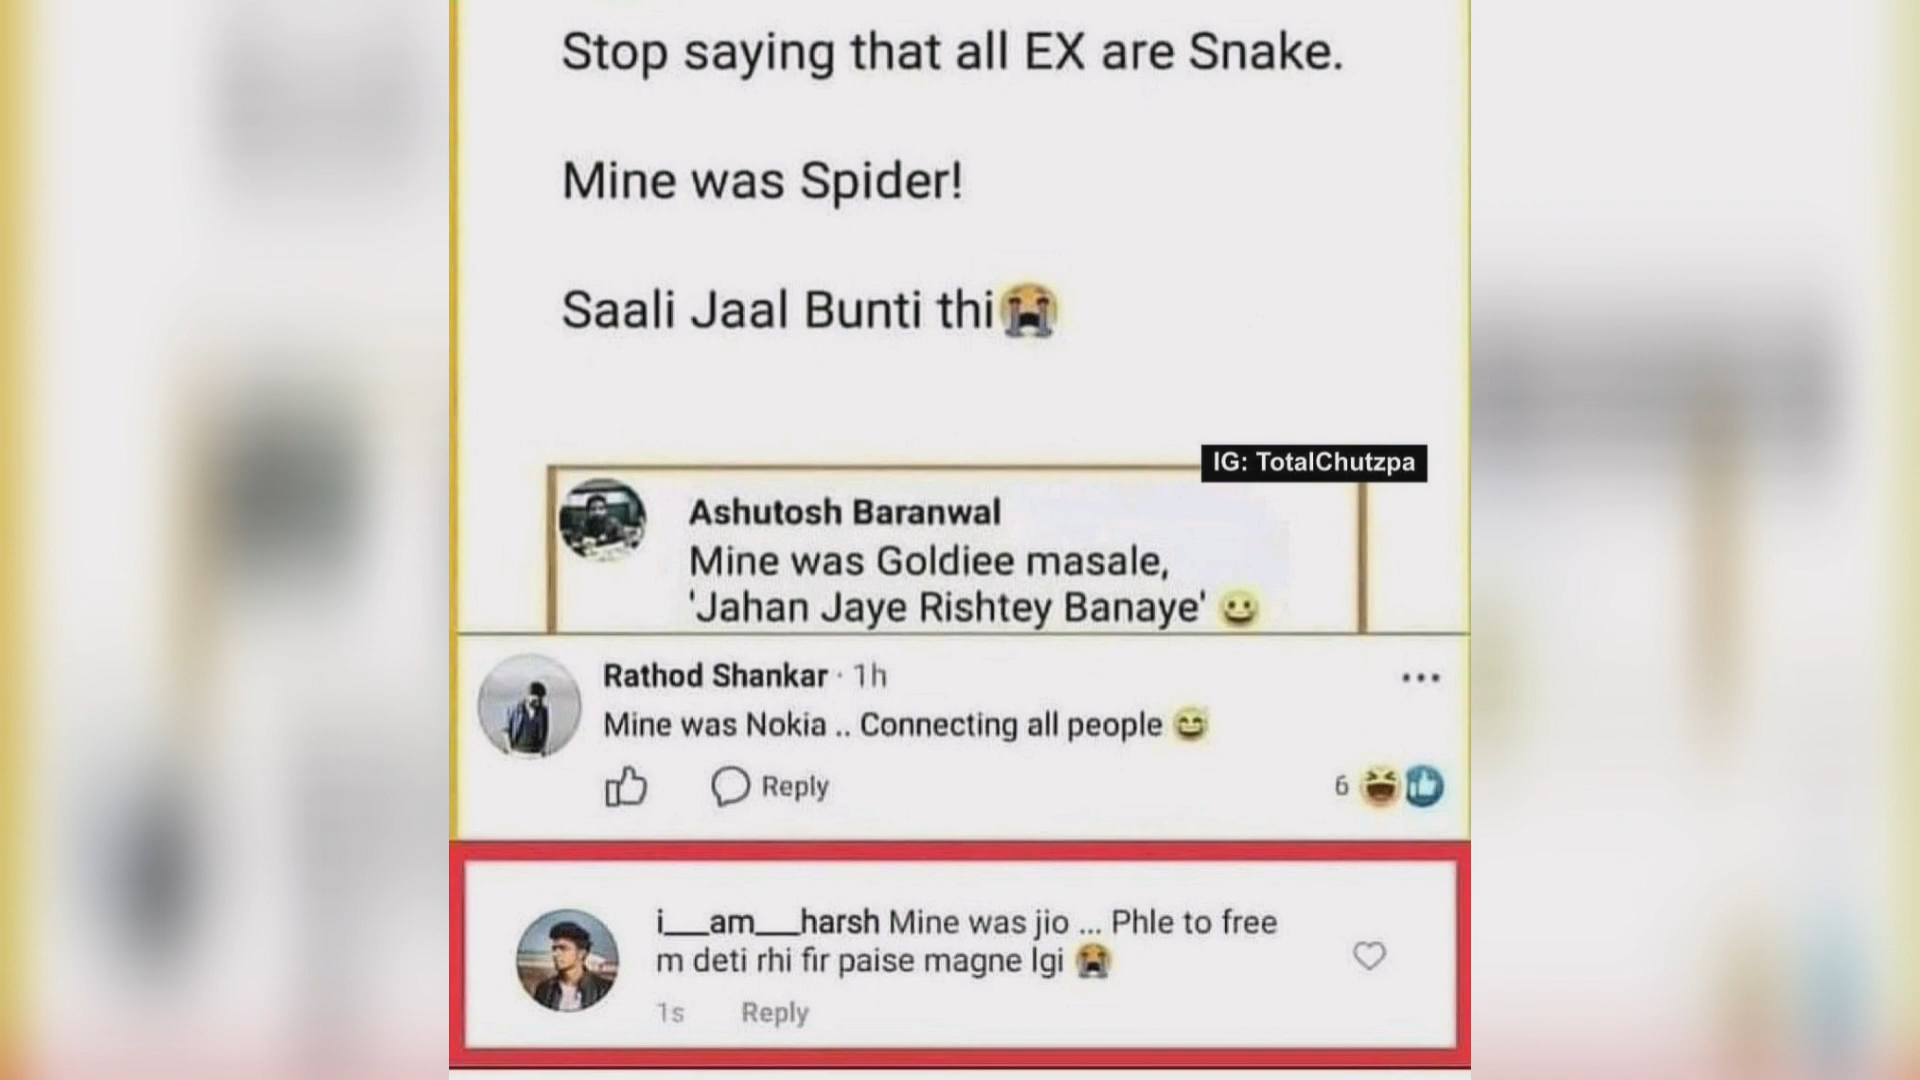 Stop saying that all EX are Snake.
Mine was Spider!
Saali Jaal Bunti thi😭
IG: TotalChutzpa
Ashutosh Baranwal
Mine was Goldiee masale,
'Jahan Jaye Rishtey Banaye' 😀
Rathod Shankar · 1h
Mine was Nokia .. Connecting all people 😅
Reply
6
i__am__harsh Mine was jio ... Phle to free
m deti rhi fir paise magne lgi 😭
1s Reply